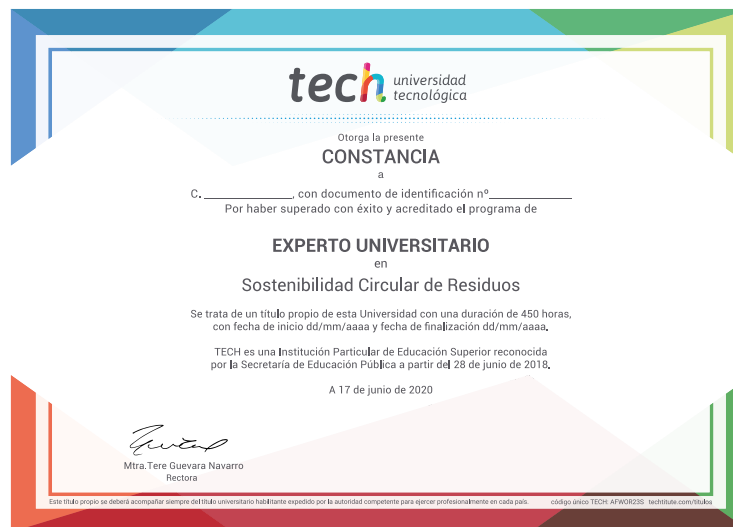 tech universidad
tecnológica
Otorga la presente
CONSTANCIA
a
C. ______________, con documento de identificación nº______________
Por haber superado con éxito y acreditado el programa de
EXPERTO UNIVERSITARIO
en
Sostenibilidad Circular de Residuos
Se trata de un título propio de esta Universidad con una duración de 450 horas,
con fecha de inicio dd/mm/aaaa y fecha de finalización dd/mm/aaaa.
TECH es una Institución Particular de Educación Superior reconocida
por la Secretaría de Educación Pública a partir del 28 de junio de 2018.
A 17 de junio de 2020
Mtra.Tere Guevara Navarro
Rectora
Este título propio se deberá acompañar siempre del título universitario habilitante expedido por la autoridad competente para ejercer profesionalmente en cada país. código único TECH: AFWOR23S techtitute.com/titulos